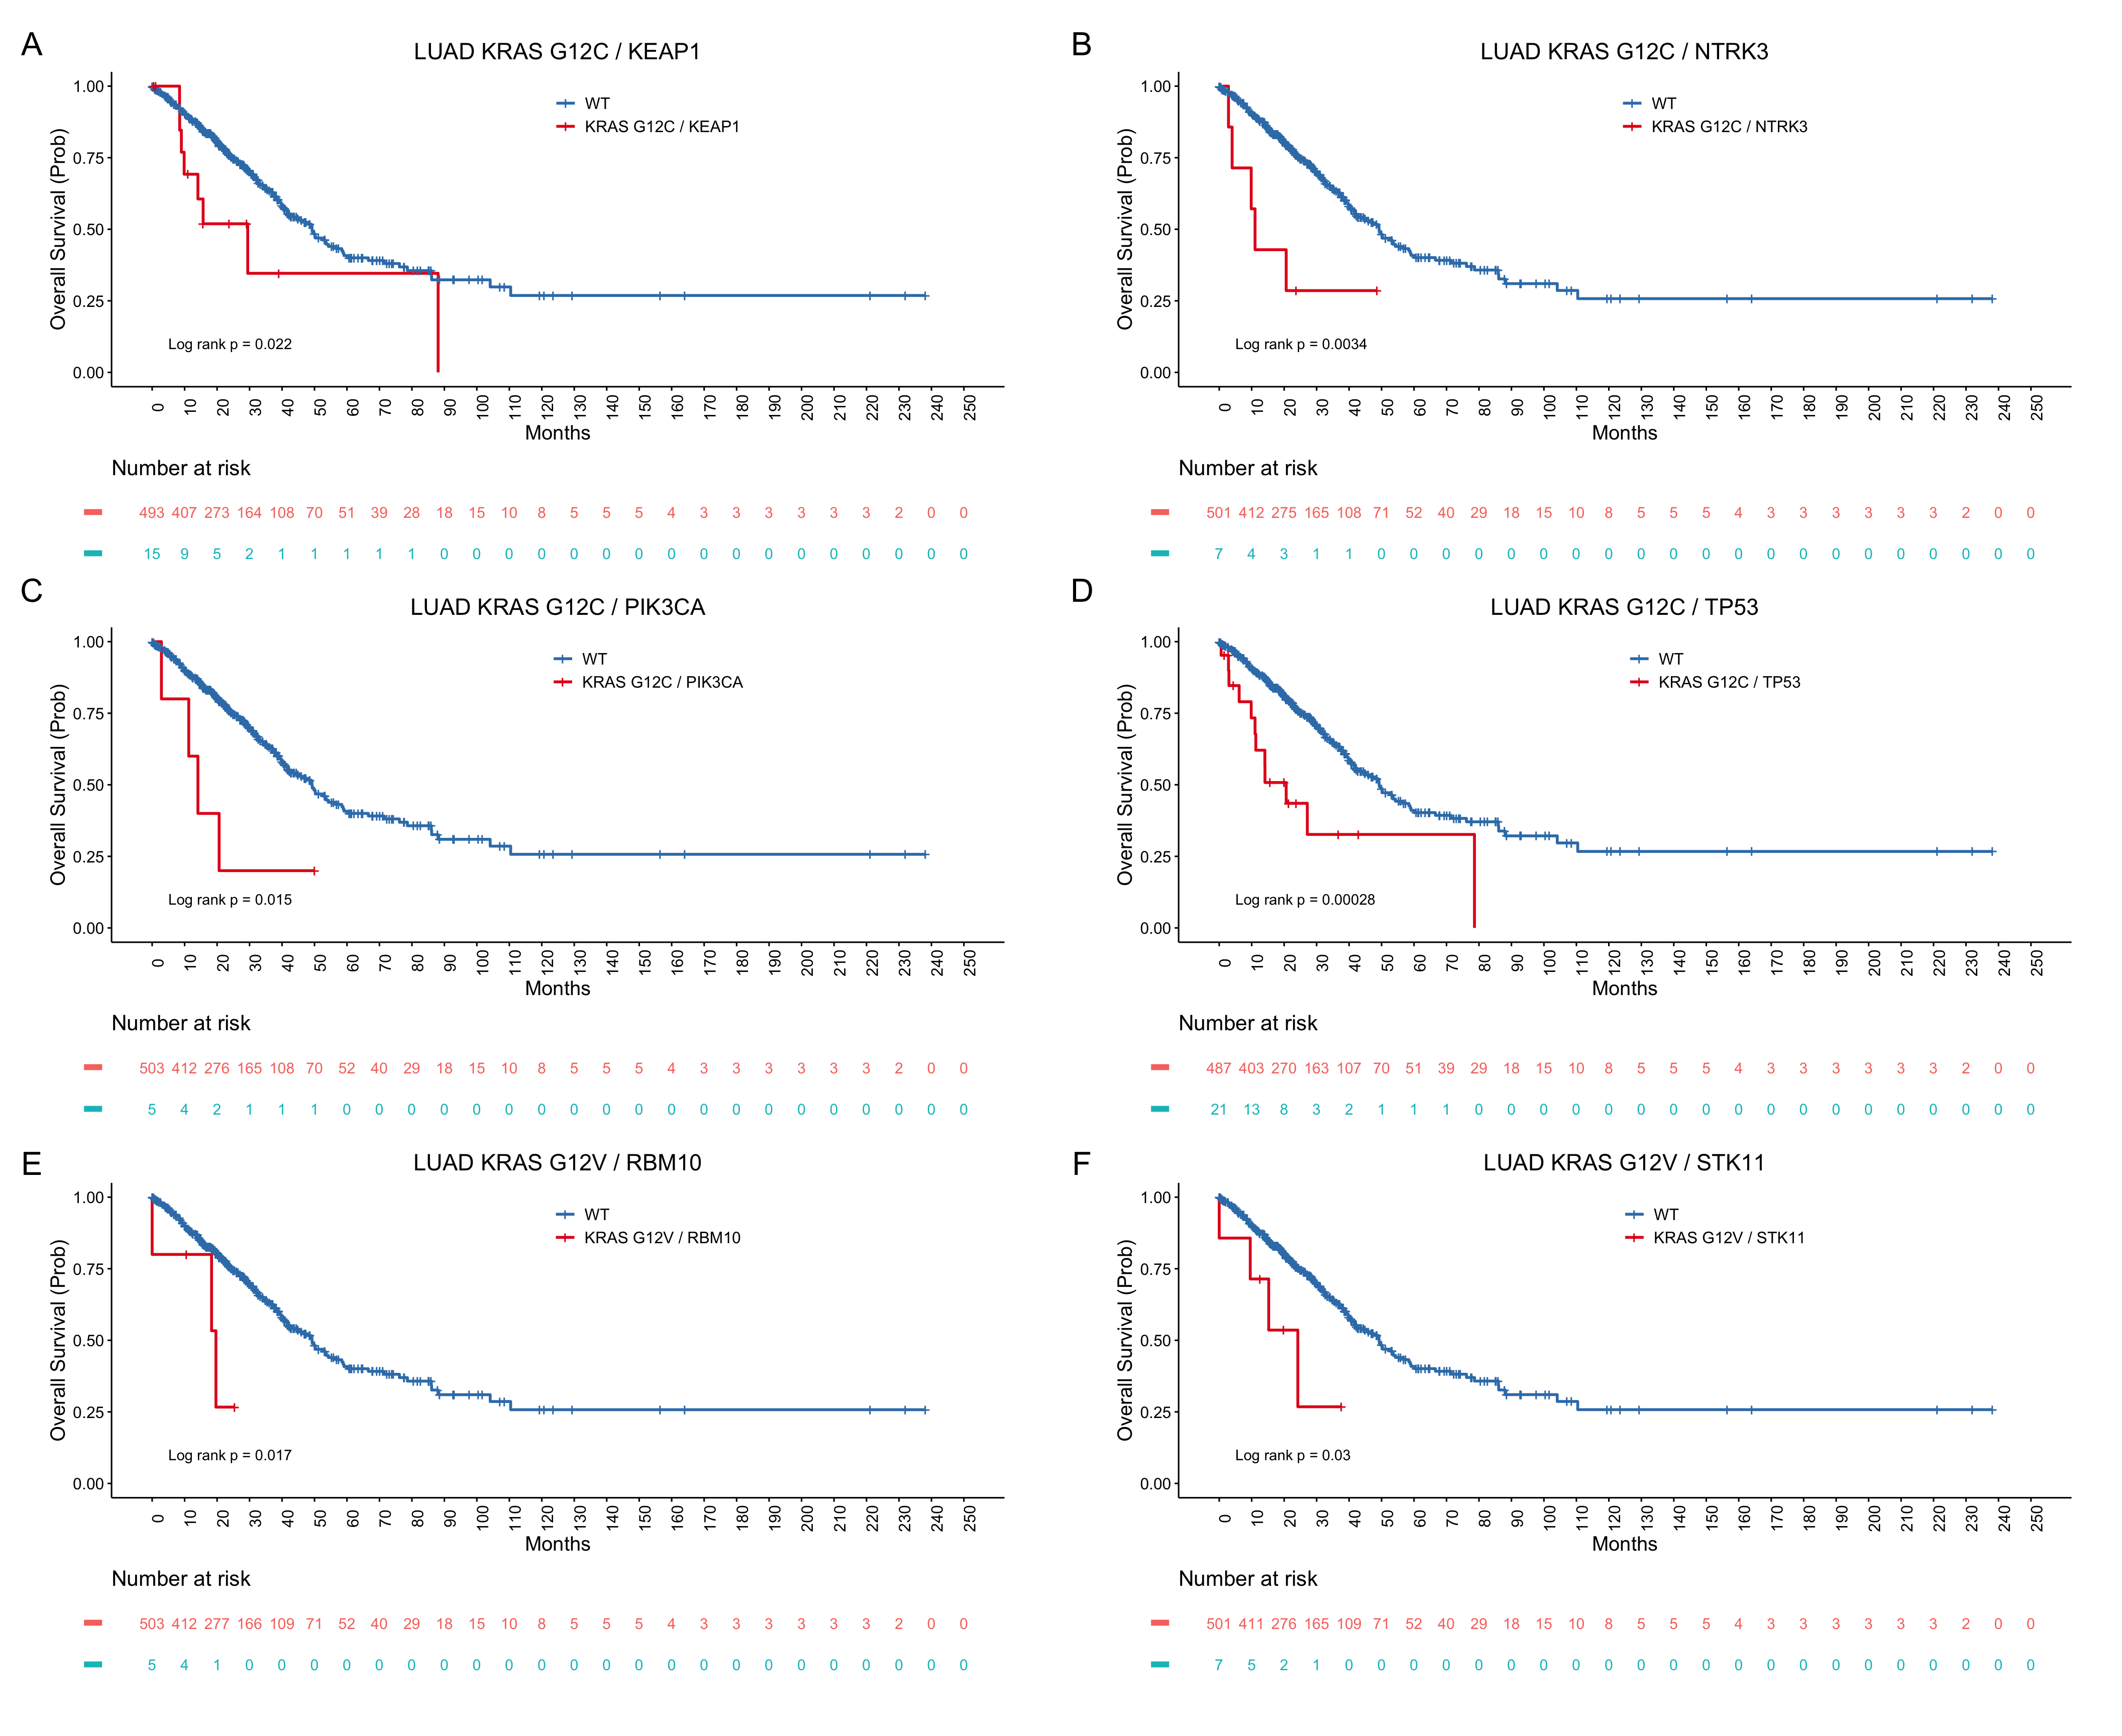 A
LUAD KRAS G12C / KEAP1
WT
KRAS G12C / KEAP1
Overall Survival (Prob)
1.00
0.75
0.50
0.25
0.00
Log rank p = 0.022
0 10 20 30 40 50 60 70 80 90 100 110 120 130 140 150 160 170 180 190 200 210 220 230 240 250
Months
Number at risk
493 407 273 164 108 70 51 39 28 18 15 10 8 5 5 5 4 3 3 3 3 3 3 2 0 0
15 9 5 2 1 1 1 1 1 0 0 0 0 0 0 0 0 0 0 0 0 0 0 0 0 0
B
LUAD KRAS G12C / NTRK3
WT
KRAS G12C / NTRK3
Overall Survival (Prob)
1.00
0.75
0.50
0.25
0.00
Log rank p = 0.0034
0 10 20 30 40 50 60 70 80 90 100 110 120 130 140 150 160 170 180 190 200 210 220 230 240 250
Months
Number at risk
501 412 275 165 108 71 52 40 29 18 15 10 8 5 5 5 4 3 3 3 3 3 3 2 0 0
7 4 3 1 1 0 0 0 0 0 0 0 0 0 0 0 0 0 0 0 0 0 0 0 0 0
C
LUAD KRAS G12C / PIK3CA
WT
KRAS G12C / PIK3CA
Overall Survival (Prob)
1.00
0.75
0.50
0.25
0.00
Log rank p = 0.015
0 10 20 30 40 50 60 70 80 90 100 110 120 130 140 150 160 170 180 190 200 210 220 230 240 250
Months
Number at risk
503 412 276 165 108 70 52 40 29 18 15 10 8 5 5 5 4 3 3 3 3 3 3 2 0 0
5 4 2 1 1 1 0 0 0 0 0 0 0 0 0 0 0 0 0 0 0 0 0 0 0 0
D
LUAD KRAS G12C / TP53
WT
KRAS G12C / TP53
Overall Survival (Prob)
1.00
0.75
0.50
0.25
0.00
Log rank p = 0.00028
0 10 20 30 40 50 60 70 80 90 100 110 120 130 140 150 160 170 180 190 200 210 220 230 240 250
Months
Number at risk
487 403 270 163 107 70 51 39 29 18 15 10 8 5 5 5 4 3 3 3 3 3 3 2 0 0
21 13 8 3 2 1 1 1 0 0 0 0 0 0 0 0 0 0 0 0 0 0 0 0 0 0
E
LUAD KRAS G12V / RBM10
WT
KRAS G12V / RBM10
Overall Survival (Prob)
1.00
0.75
0.50
0.25
0.00
Log rank p = 0.017
0 10 20 30 40 50 60 70 80 90 100 110 120 130 140 150 160 170 180 190 200 210 220 230 240 250
Months
Number at risk
503 412 277 166 109 71 52 40 29 18 15 10 8 5 5 5 4 3 3 3 3 3 3 2 0 0
5 4 1 0 0 0 0 0 0 0 0 0 0 0 0 0 0 0 0 0 0 0 0 0 0 0
F
LUAD KRAS G12V / STK11
WT
KRAS G12V / STK11
Overall Survival (Prob)
1.00
0.75
0.50
0.25
0.00
Log rank p = 0.03
0 10 20 30 40 50 60 70 80 90 100 110 120 130 140 150 160 170 180 190 200 210 220 230 240 250
Months
Number at risk
501 411 276 165 109 71 52 40 29 18 15 10 8 5 5 5 4 3 3 3 3 3 3 2 0 0
7 5 2 1 0 0 0 0 0 0 0 0 0 0 0 0 0 0 0 0 0 0 0 0 0 0